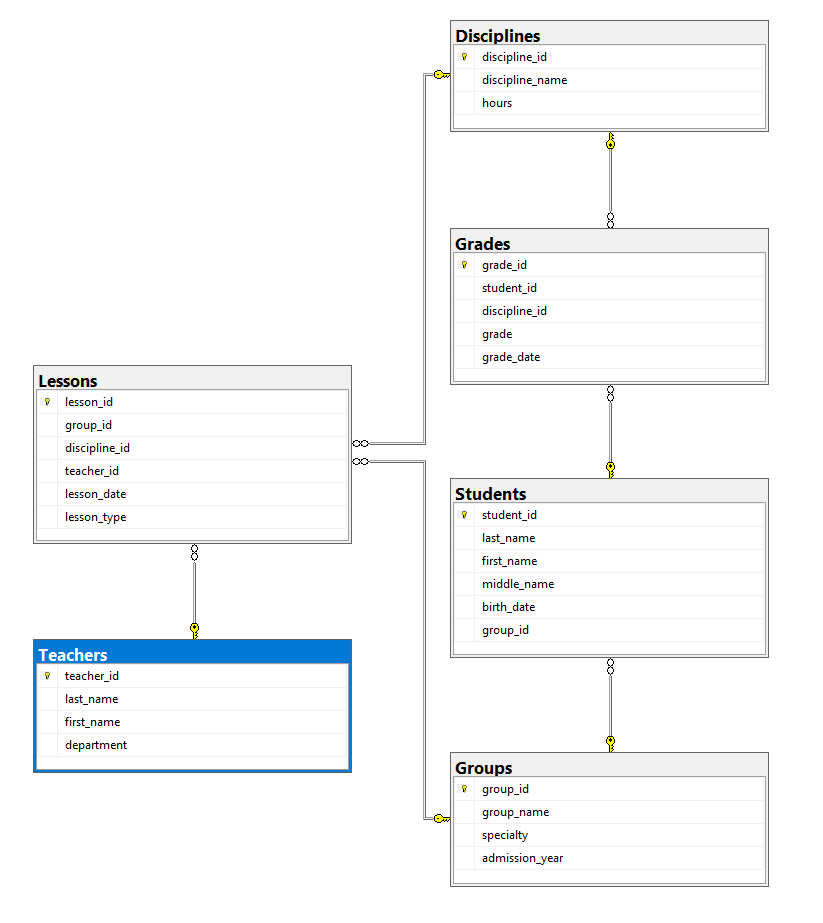 Disciplines
discipline_id
discipline_name
hours
Grades
grade_id
student_id
discipline_id
grade
grade_date
Lessons
lesson_id
group_id
discipline_id
teacher_id
lesson_date
lesson_type
Students
student_id
last_name
first_name
middle_name
birth_date
group_id
Teachers
teacher_id
last_name
first_name
department
Groups
group_id
group_name
specialty
admission_year